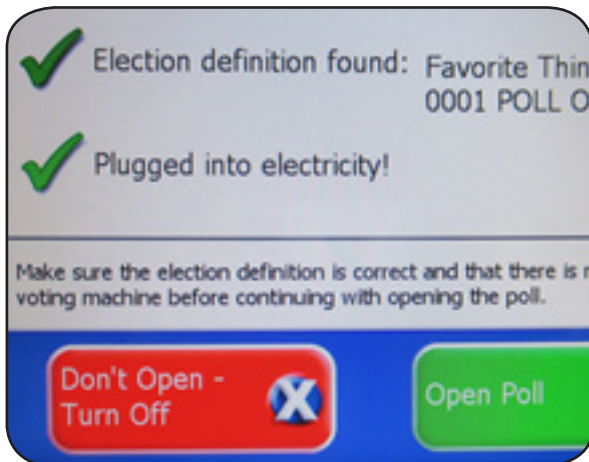 Election definition found: Favorite Thin
0001 POLL O
Plugged into electricity!
Make sure the election definition is correct and that there is
voting machine before continuing with opening the poll.
Don't Open -
Turn Off
X
Open Poll